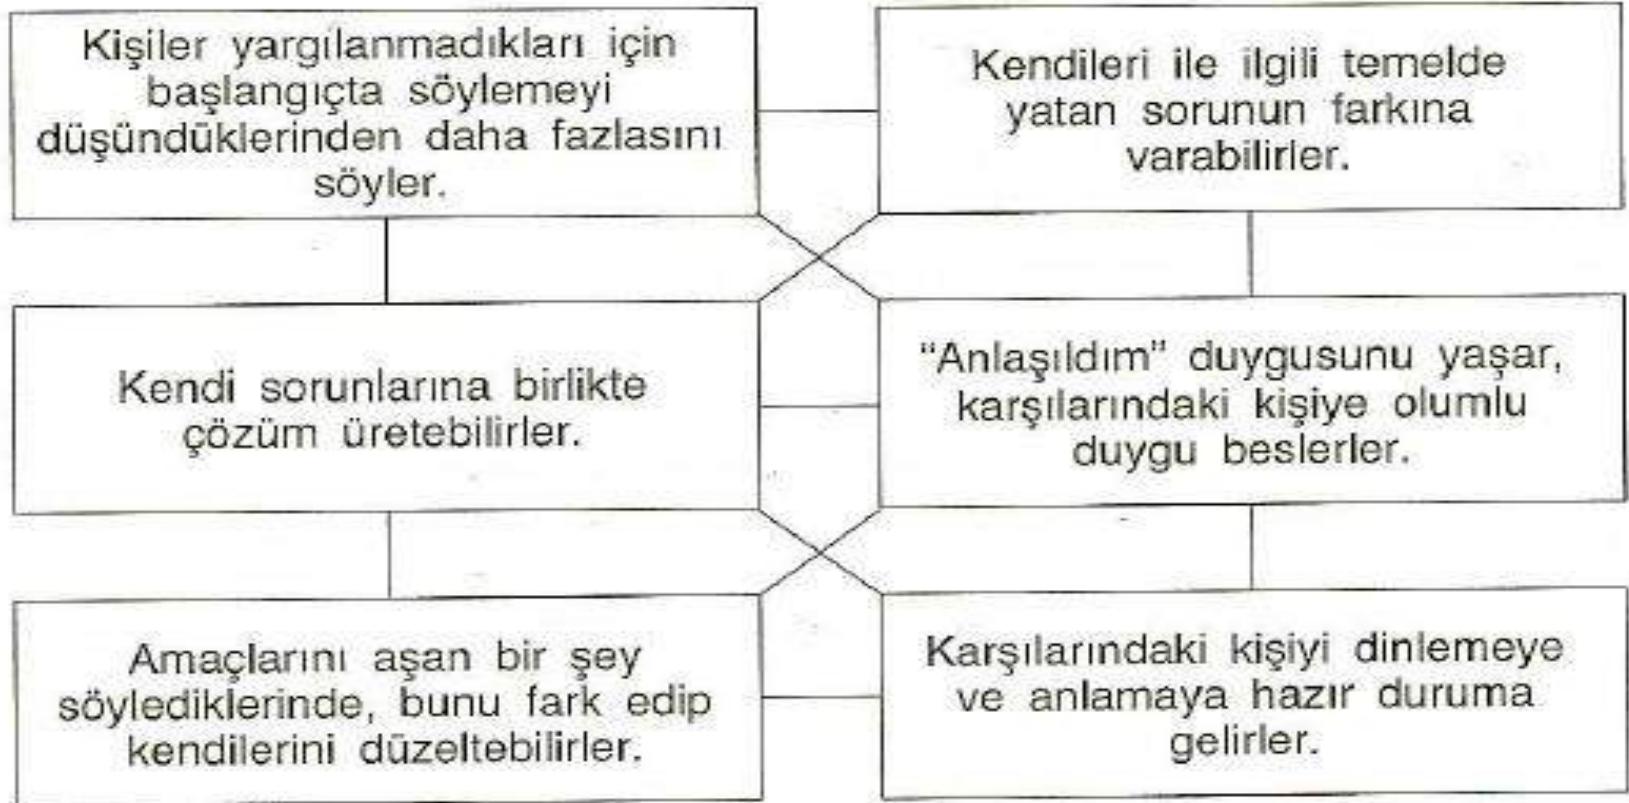 Kişiler yargılanmadıkları için
başlangıçta söylemeyi
düşündüklerinden daha fazlasını
söyler.
Kendileri ile ilgili temelde
yatan sorunun farkına
varabilirler.
Kendi sorunlarına birlikte
çözüm üretebilirler.
"Anlaşıldım" duygusunu yaşar,
karşılarındaki kişiye olumlu
duygu beslerler.
Amaçlarını aşan bir şey
söylediklerinde, bunu fark edip
kendilerini düzeltebilirler.
Karşılarındaki kişiyi dinlemeye
ve anlamaya hazır duruma
gelirler.